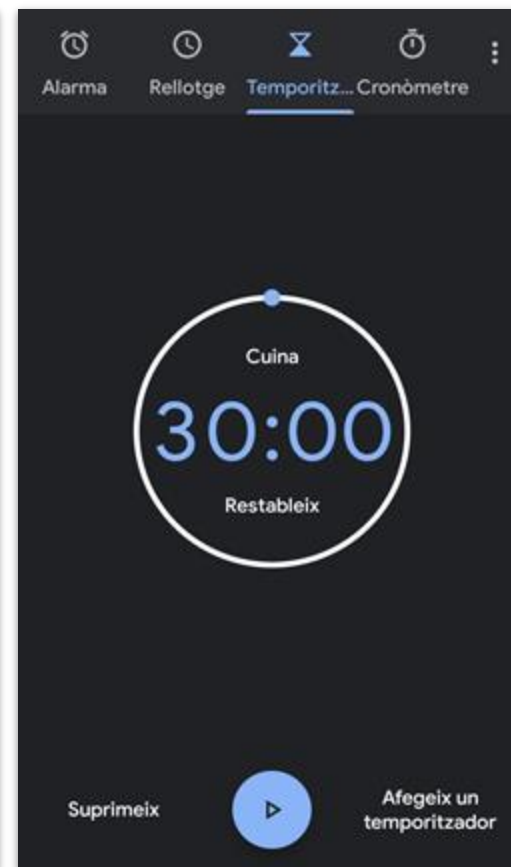 Alarma
Rellotge
Temporitz...
Cronòmetre
Cuina
30:00
Restableix
Suprimeix
Afegeix un
temporitzador